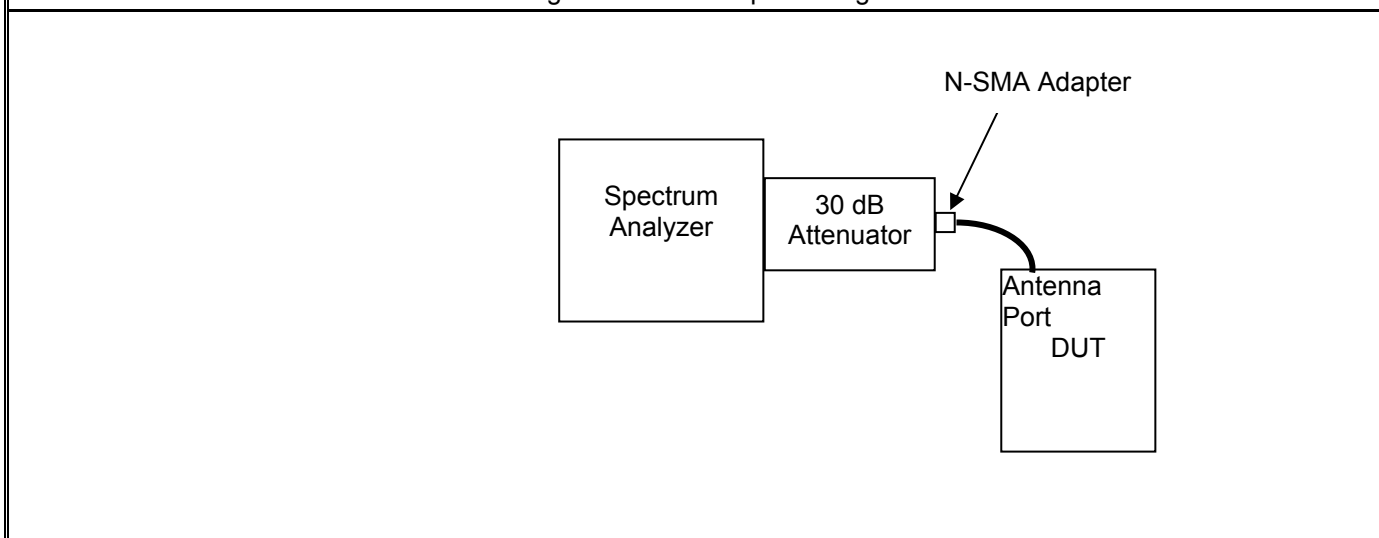 N-SMA Adapter
Spectrum
Analyzer
30 dB
Attenuator
Antenna
Port
DUT